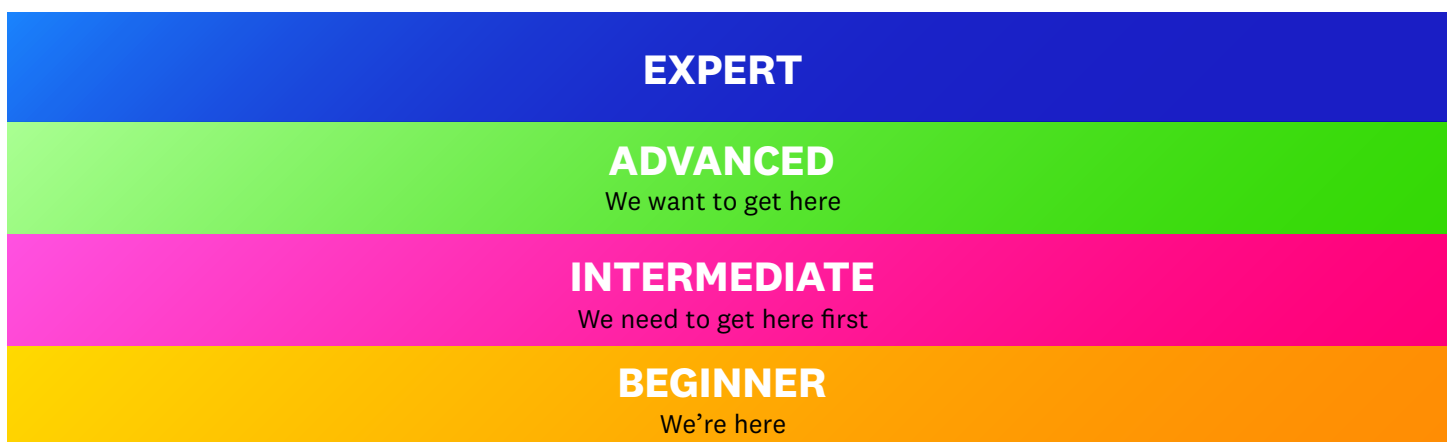 EXPERT
ADVANCED
We want to get here
INTERMEDIATE
We need to get here first
BEGINNER
We’re here